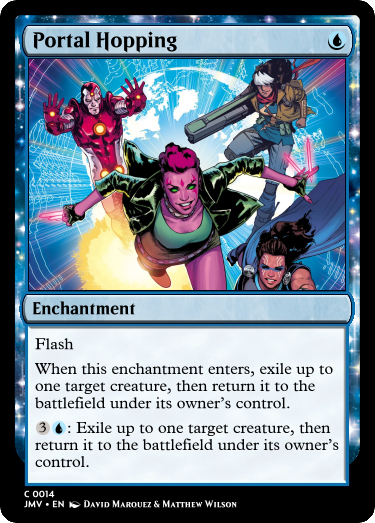 Portal Hopping
Enchantment
Flash
When this enchantment enters, exile up to
one target creature, then return it to the
battlefield under its owner's control.
3 : Exile up to one target creature, then
return it to the battlefield under its owner's
control.
C 0014
JMV • EN DAVID MARQUEZ & MATTHEW WILSON